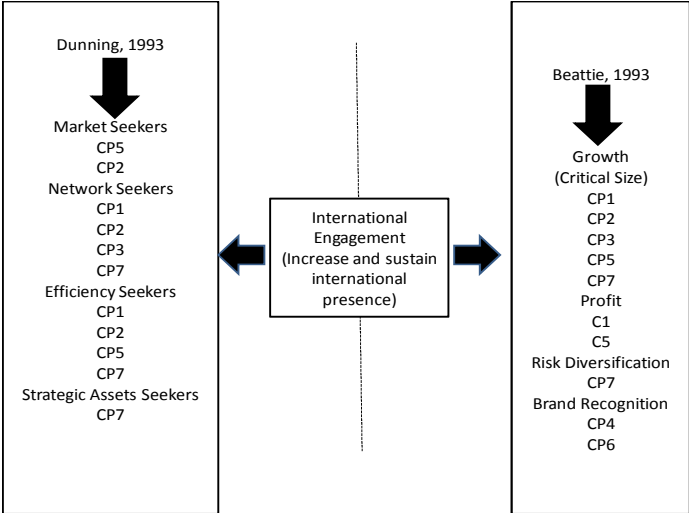 Dunning, 1993
Market Seekers
CP5
CP2
Network Seekers
CP1
CP2
CP3
CP7
Efficiency Seekers
CP1
CP2
CP5
CP7
Strategic Assets Seekers
CP7
International
Engagement
(Increase and sustain
international
presence)
Beattie, 1993
Growth
(Critical Size)
CP1
CP2
CP3
CP5
CP7
Profit
C1
C5
Risk Diversification
CP7
Brand Recognition
CP4
CP6